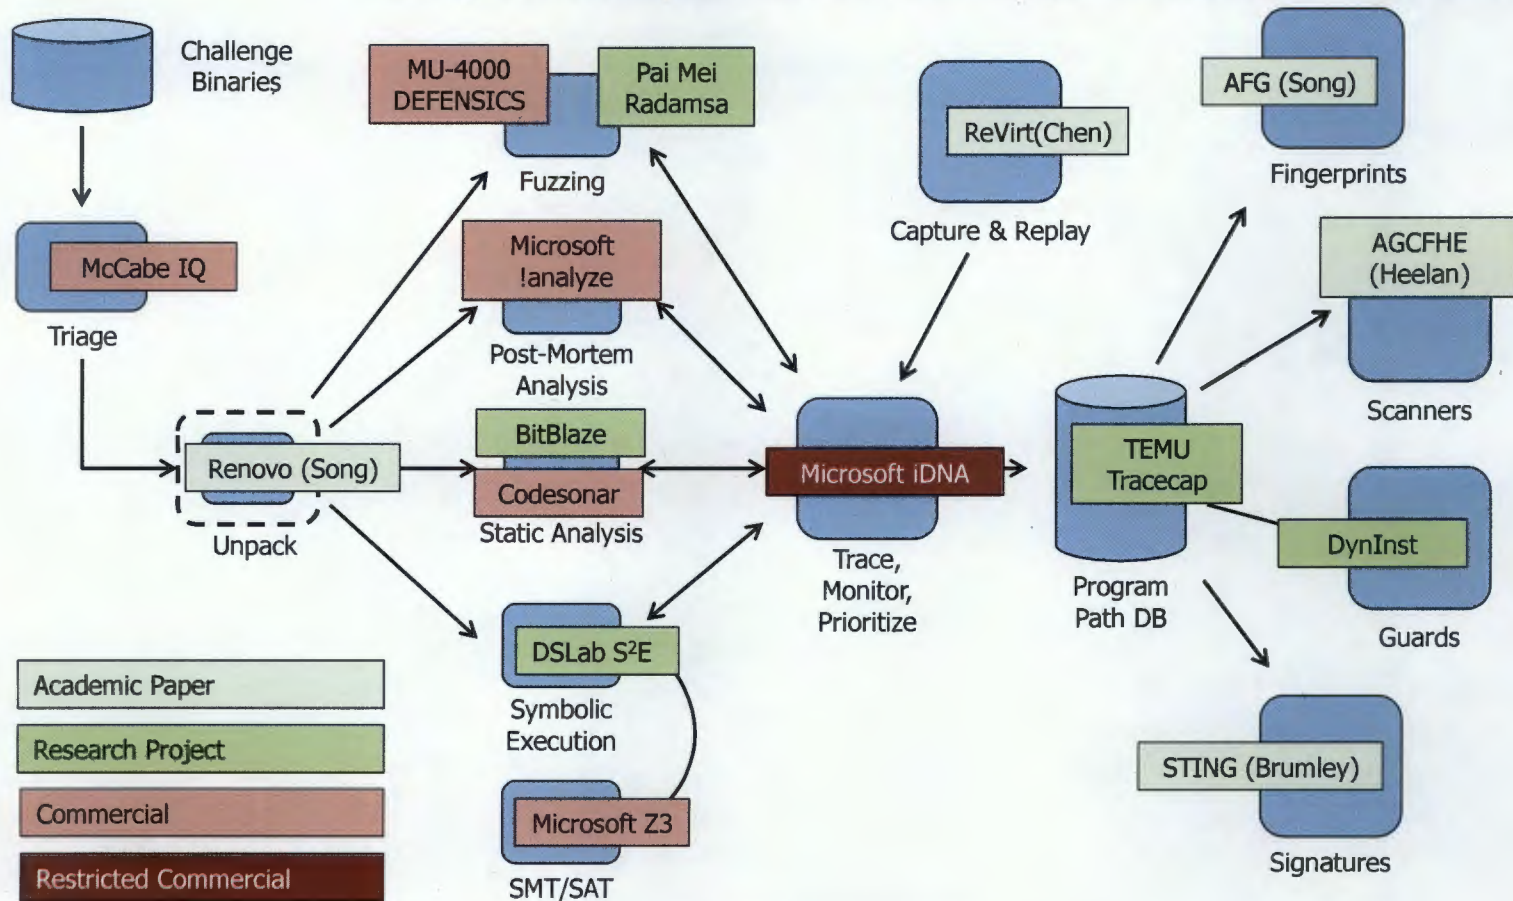 Challenge
Binaries
MU-4000
DEFENSICS
Pai Mei
Radamsa
Fuzzing
ReVirt(Chen)
Capture & Replay
AFG (Song)
Fingerprints
McCabe IQ
Triage
Microsoft
!analyze
Post-Mortem
Analysis
AGCFHE
(Heelan)
Scanners
Renovo (Song)
Unpack
BitBlaze
Codesonar
Static Analysis
Microsoft iDNA
Trace,
Monitor,
Prioritize
TEMU
Tracecap
Program
Path DB
DynInst
Guards
DSLab S²E
Symbolic
Execution
Microsoft Z3
SMT/SAT
STING (Brumley)
Signatures
Academic Paper
Research Project
Commercial
Restricted Commercial